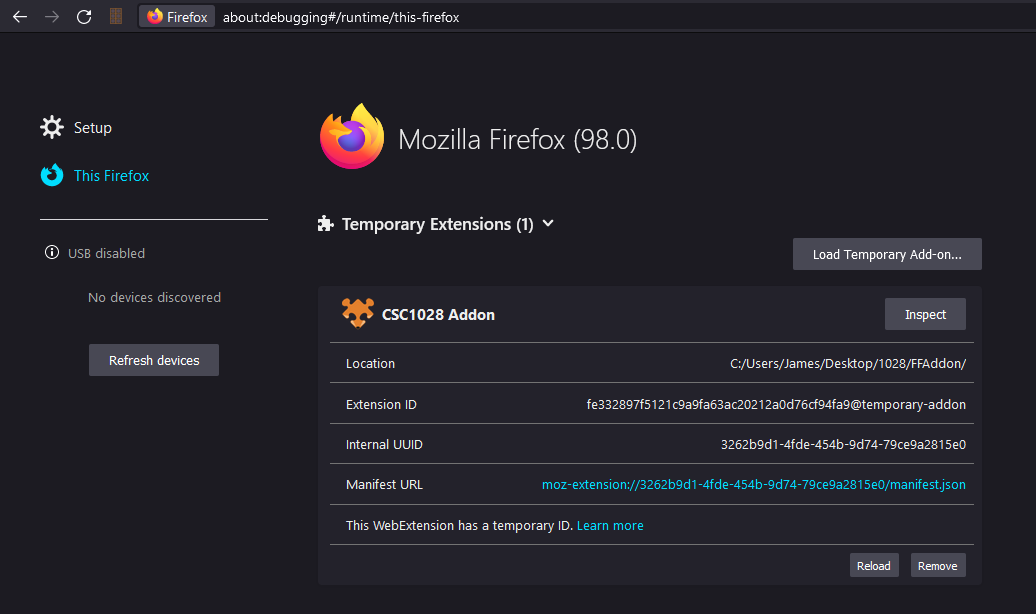 Firefox about:debugging#/runtime/this-firefox
Setup
This Firefox
USB disabled
No devices discovered
Refresh devices
Mozilla Firefox (98.0)
Temporary Extensions (1)
Load Temporary Add-on...
CSC1028 Addon
Inspect
Location C:/Users/James/Desktop/1028/FFAddon/
Extension ID fe332897f5121c9a9fa63ac20212a0d76cf94fa9@temporary-addon
Internal UUID 3262b9d1-4fde-454b-9d74-79ce9a2815e0
Manifest URL moz-extension://3262b9d1-4fde-454b-9d74-79ce9a2815e0/manifest.json
This WebExtension has a temporary ID. Learn more
Reload Remove